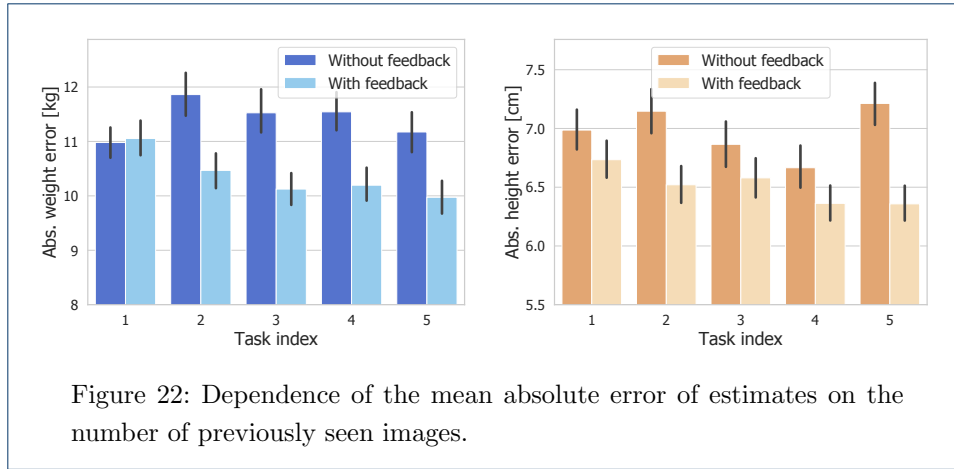 Without feedback
With feedback
Abs. weight error [kg]
12
11
10
9
8
1 2 3 4 5
Task index
Without feedback
With feedback
Abs. height error [cm]
7.5
7.0
6.5
6.0
5.5
1 2 3 4 5
Task index
Figure 22: Dependence of the mean absolute error of estimates on the
number of previously seen images.